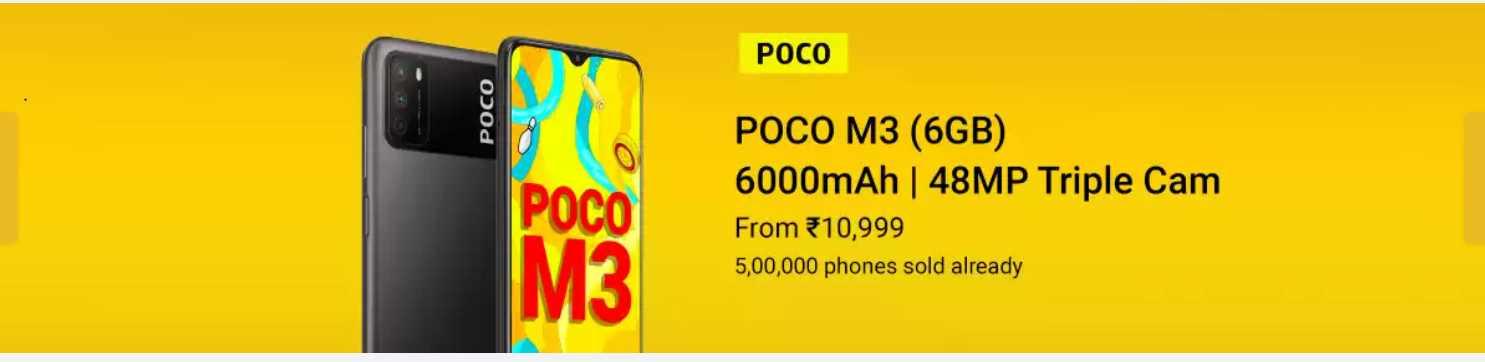 POCO
POCO
M3
POCO
POCO M3 (6GB)
6000mAh | 48MP Triple Cam
From ₹10,999
5,00,000 phones sold already